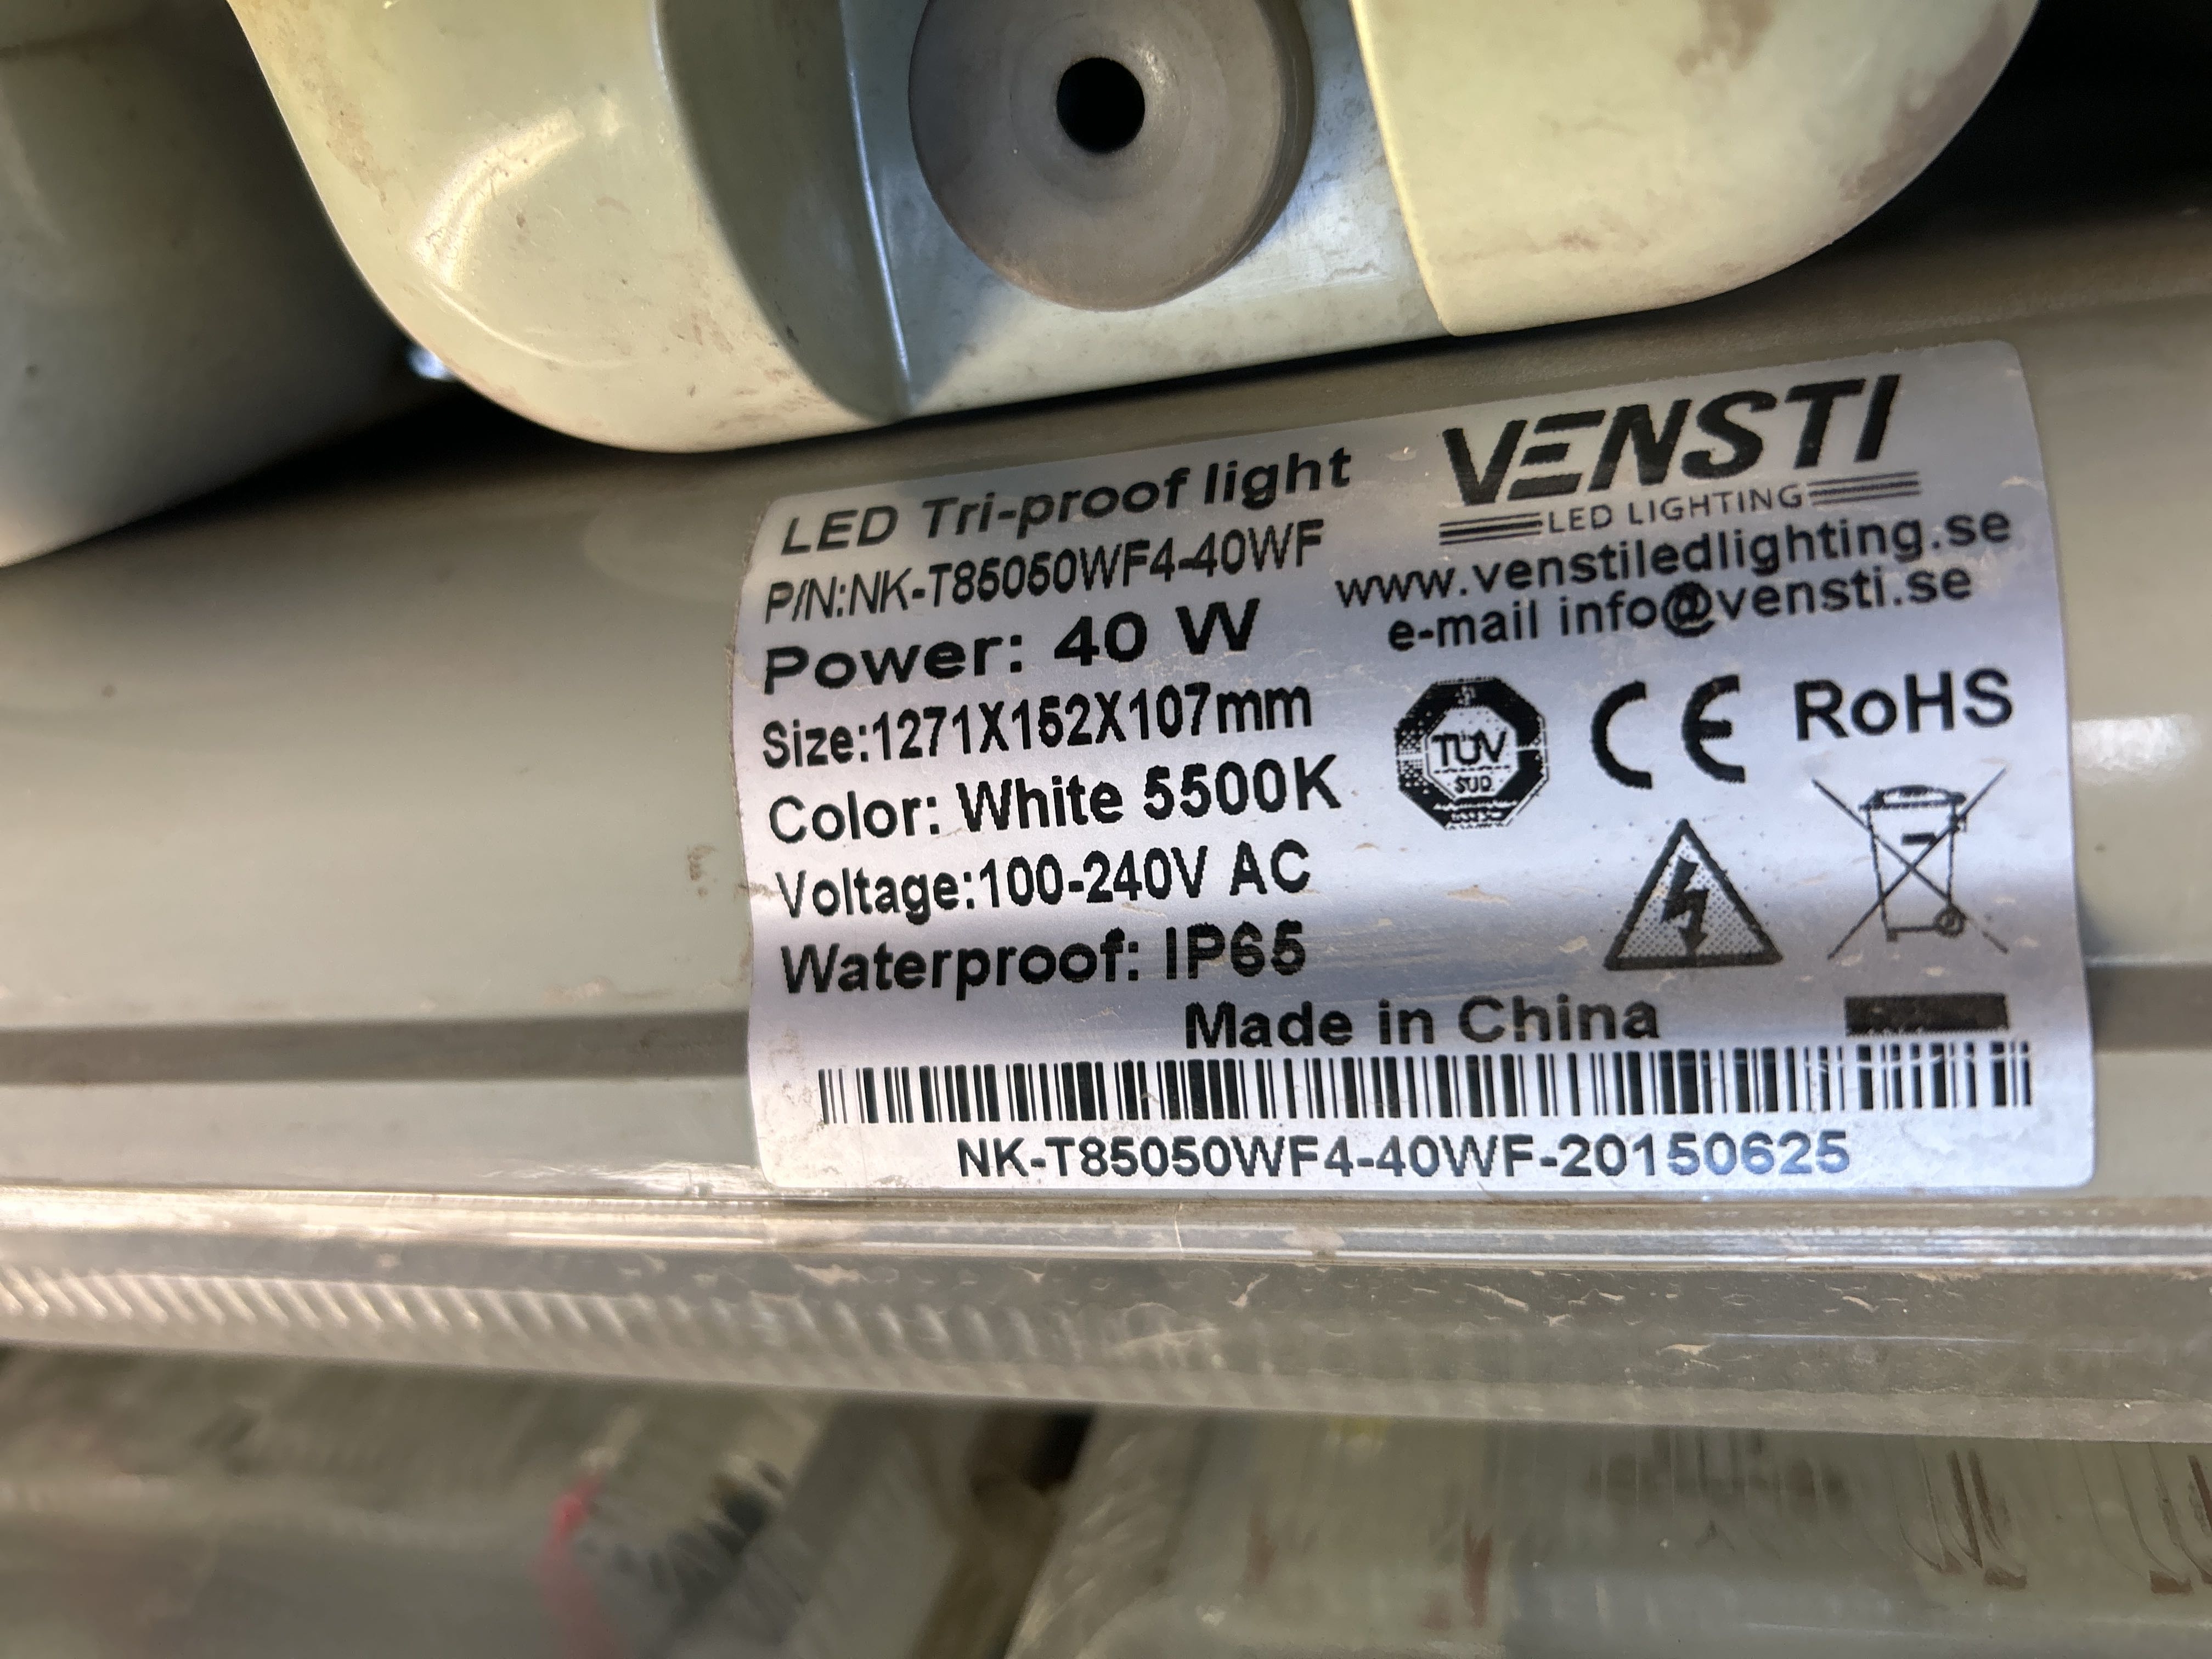 LED Tri-proof light
P/N:NK-T85050WF4-40WF
Power: 40 W
Size:1271X152X107mm
Color: White 5500K
Voltage:100-240V AC
Waterproof: IP65
VENSTI
LED LIGHTING
www.venstiledlighting.se
e-mail info@vensti.se
TÜV
SÜD
CE RoHS
Made in China
NK-T85050WF4-40WF-20150625